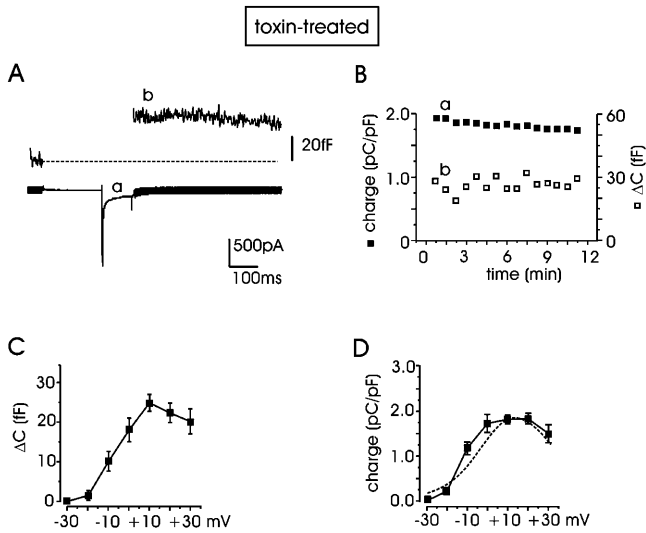 toxin-treated
A
b
20fF
a
500pA
100ms
B
a
b
2.0
1.0
0
■ charge (pC/pF)
60
30
0
□ ΔC (fF)
0 3 6 9 12
time (min)
C
30
20
10
0
ΔC (fF)
-30 -10 +10 +30 mV
D
3.0
2.0
1.0
0.0
charge (pC/pF)
-30 -10 +10 +30 mV